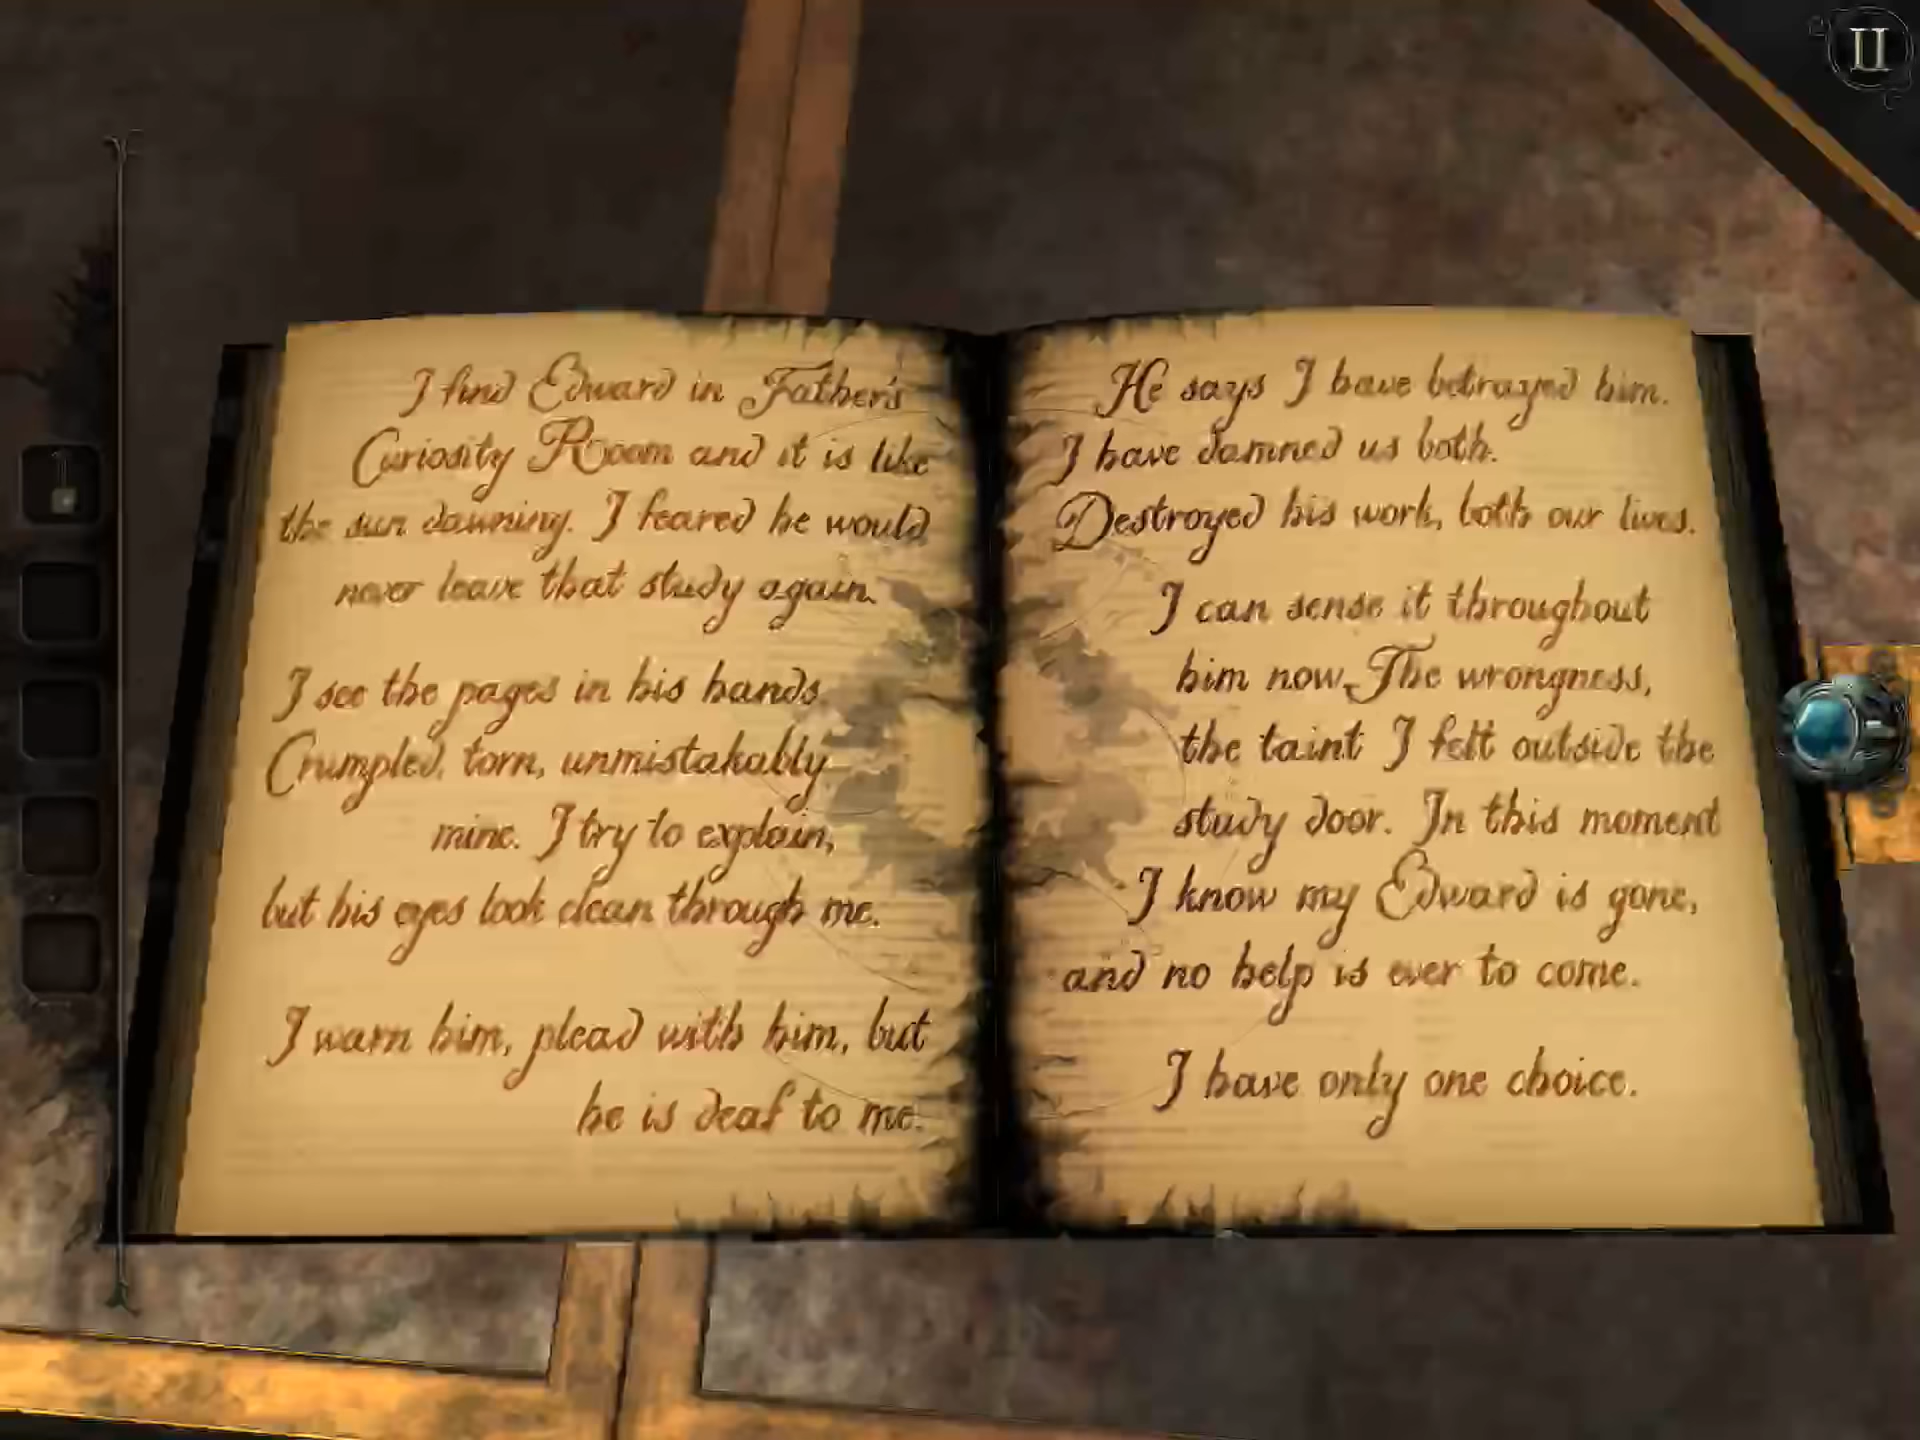 I find Edward in Father's
Curiosity Room and it is like
the sun dawning. I feared he would
never leave that study again.
I see the pages in his hands
Crumpled, torn, unmistakably
mine. I try to explain,
but his eyes look clean through me.
I warn him, plead with him, but
he is deaf to me.
He says I have betrayed him.
I have damned us both.
Destroyed his work, both our lives.
I can sense it throughout
him now. The wrongness,
the taint I felt outside the
study door. In this moment
I know my Edward is gone,
and no help is ever to come.
I have only one choice.